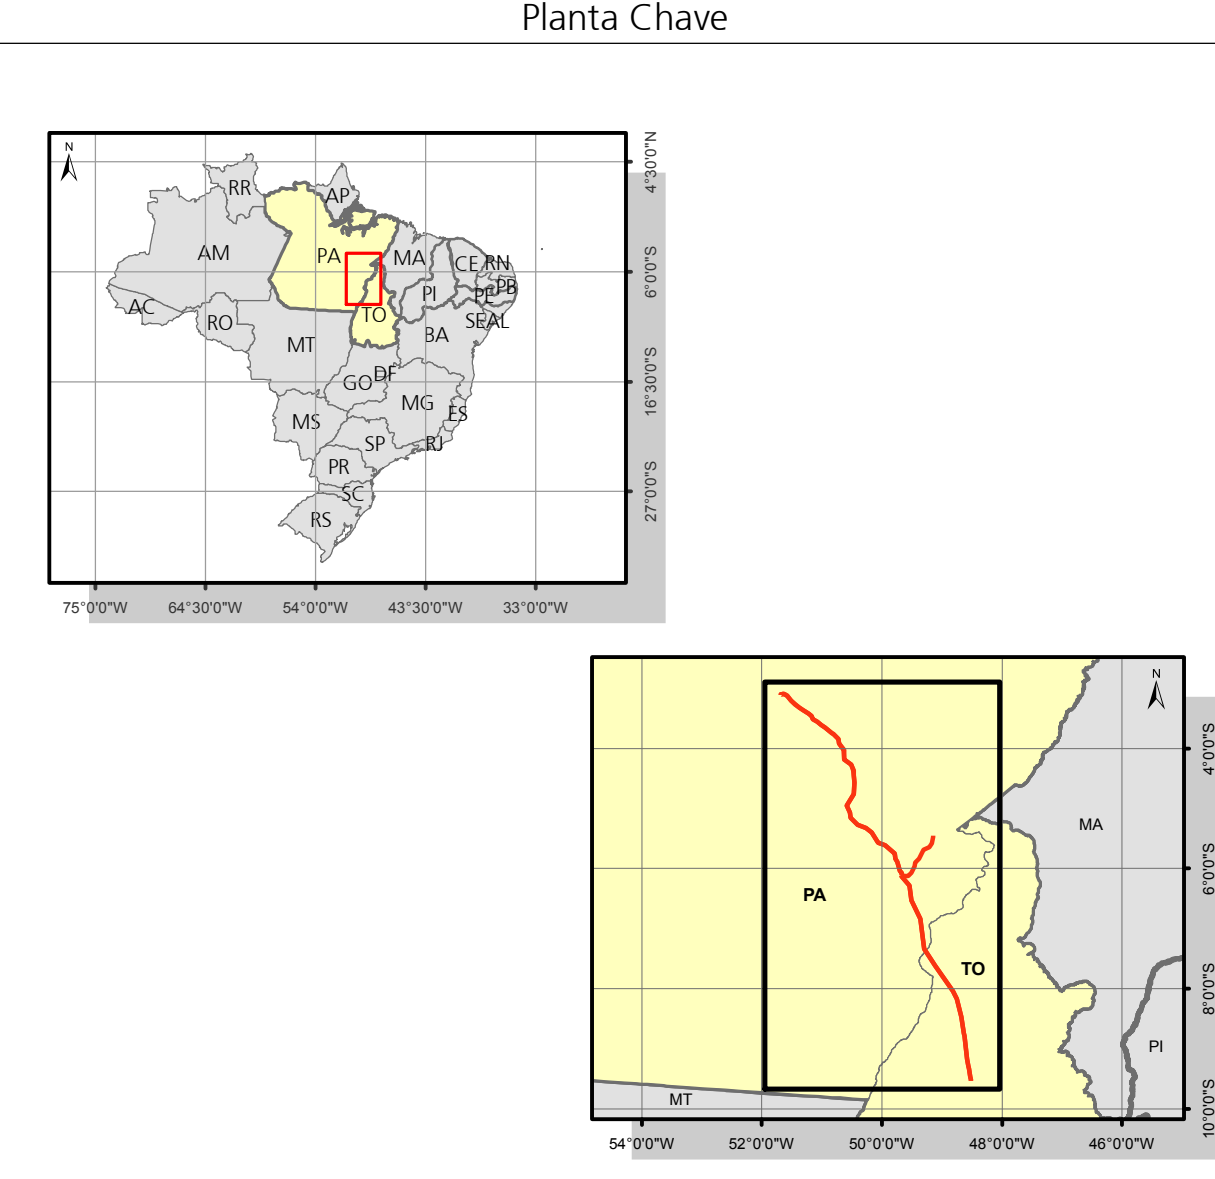 Planta Chave
N
4°30'0"N
RR
AP
AM
PA
MA
CE
RN
6°0'0"S
PI
PE
PB
AC
RO
TO
SE
AL
MT
BA
GO
DF
16°30'0"S
MG
MS
ES
SP
RJ
PR
SC
27°0'0"S
RS
75°0'0"W 64°30'0"W 54°0'0"W 43°30'0"W 33°0'0"W
N
4°0'0"S
MA
6°0'0"S
PA
TO
8°0'0"S
PI
MT
10°0'0"S
54°0'0"W 52°0'0"W 50°0'0"W 48°0'0"W 46°0'0"W